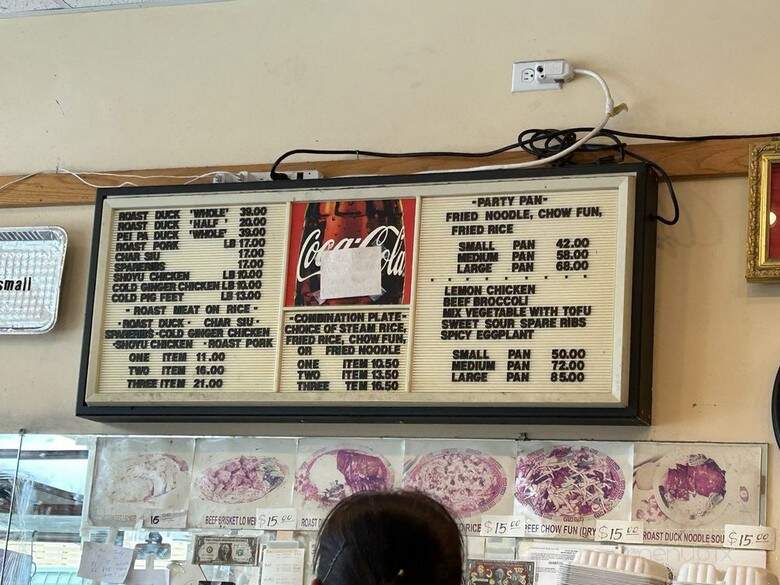 small
ROAST DUCK "WHOLE" 39.00
ROAST DUCK "HALF" 20.00
PEI PA DUCK "WHOLE" 39.00
ROAST PORK LB 17.00
CHAR SIU 17.00
SPARERIBS 17.00
SOYU CHICKEN LB
COLD GINGER CHICKEN LB
COLD PIG FEET LB 13.00
- ROAST MEAT ON RICE -
-ROAST DUCK - CHAR SIU-
SPARERIBS-COLD GINGER CHICKEN
-SHOYU CHICKEN -ROAST PORK
ONE ITEM 11.00
TWO ITEM 16.00
THREE ITEM 21.00
Coca-Cola
-COMBINATION PLATE-
CHOICE OF STEAM RICE,
FRIED RICE, CHOW FUN,
OR FRIED NOODLE
ONE ITEM 10.50
TWO ITEM 13.50
THREE TEM 16.50
-PARTY PAN-
FRIED NOODLE, CHOW FUN,
FRIED RICE
SMALL PAN 42.00
MEDIUM PAN 58.00
LARGE PAN 68.00
LEMON CHICKEN
BEEF BROCCOLI
MIX VEGETABLE WITH TOFU
SWEET SOUR SPARE RIBS
SPICY EGGPLANT
SMALL PAN 50.00
MEDIUM PAN 72.00
LARGE PAN 85.00
BEEF BRISKET LO MEI $15.00
ROAST
RICE $15.00
BEEF CHOW FUN (DRY) $15.00
ROAST DUCK NOODLE SOU $15.00